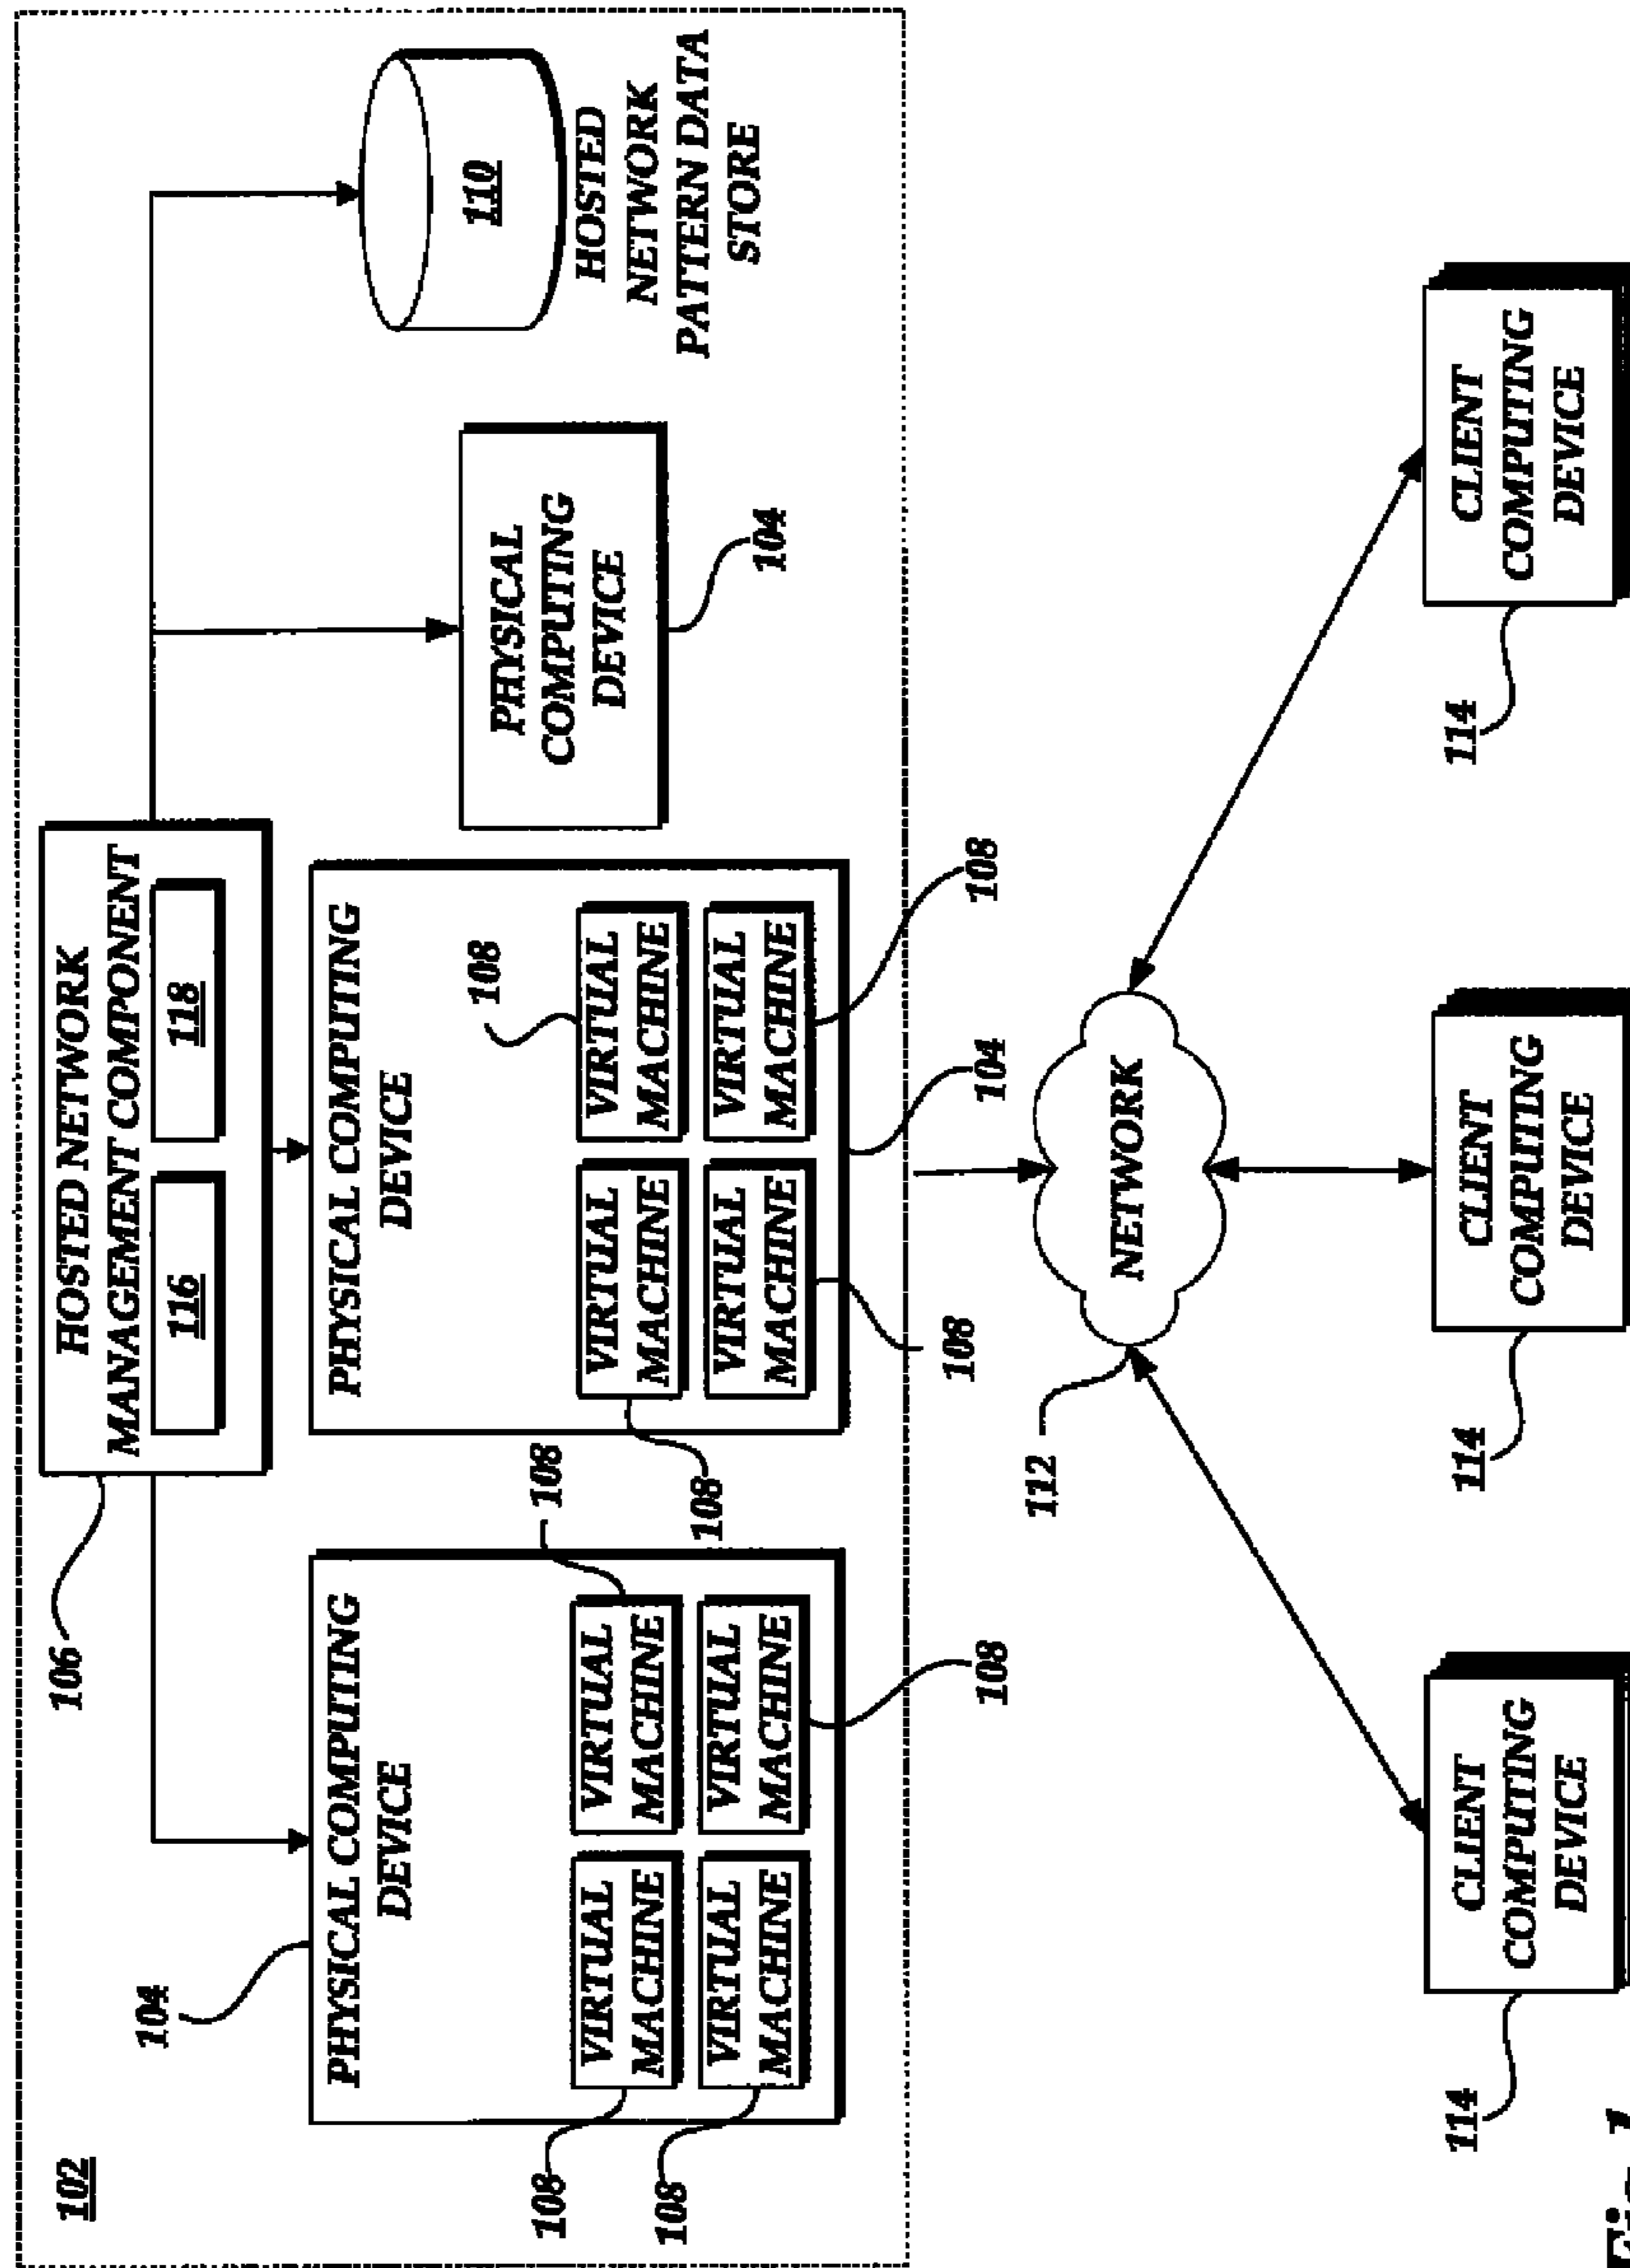 102
106
HOSTED NETWORK
MANAGEMENT COMPONENT
116
118
104
PHYSICAL COMPUTING
DEVICE
VIRTUAL
MACHINE
VIRTUAL
MACHINE
VIRTUAL
MACHINE
VIRTUAL
MACHINE
108
108
108
108
PHYSICAL COMPUTING
DEVICE
108
VIRTUAL
MACHINE
VIRTUAL
MACHINE
VIRTUAL
MACHINE
VIRTUAL
MACHINE
108
108
108
104
PHYSICAL
COMPUTING
DEVICE
104
110
HOSTED
NETWORK
PATTERN DATA
STORE
112
NETWORK
114
CLIENT
COMPUTING
DEVICE
114
CLIENT
COMPUTING
DEVICE
114
CLIENT
COMPUTING
DEVICE